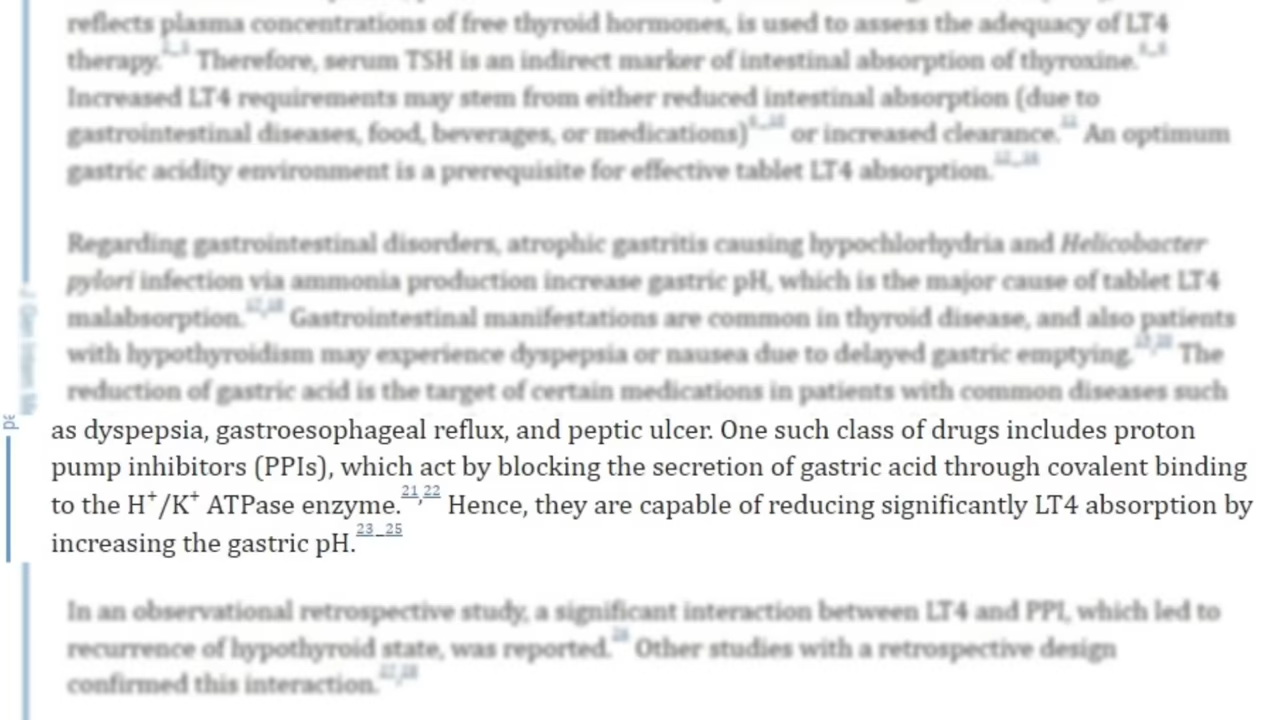 reflects plasma concentrations of free thyroid hormones, is used to assess the adequacy of LT4
therapy. Therefore, serum TSH is an indirect marker of intestinal absorption of thyroxine.
Increased LT4 requirements may stem from either reduced intestinal absorption (due to
gastrointestinal diseases, food, beverages, or medications) or increased clearance. An optimum
gastric acidity environment is a prerequisite for effective tablet LT4 absorption.
Regarding gastrointestinal disorders, atrophic gastritis causing hypochlorhydria and Helicobacter
pylori infection via ammonia production increase gastric pH, which is the major cause of tablet LT4
malabsorption. Gastrointestinal manifestations are common in thyroid disease, and also patients
with hypothyroidism may experience dyspepsia or nausea due to delayed gastric emptying. The
reduction of gastric acid is the target of certain medications in patients with common diseases such
as dyspepsia, gastroesophageal reflux, and peptic ulcer. One such class of drugs includes proton
pump inhibitors (PPIs), which act by blocking the secretion of gastric acid through covalent binding
to the H⁺/K⁺ ATPase enzyme.21,22 Hence, they are capable of reducing significantly LT4 absorption by
increasing the gastric pH.23_25
In an observational retrospective study, a significant interaction between LT4 and PPI, which led to
recurrence of hypothyroid state, was reported. Other studies with a retrospective design
confirmed this interaction.